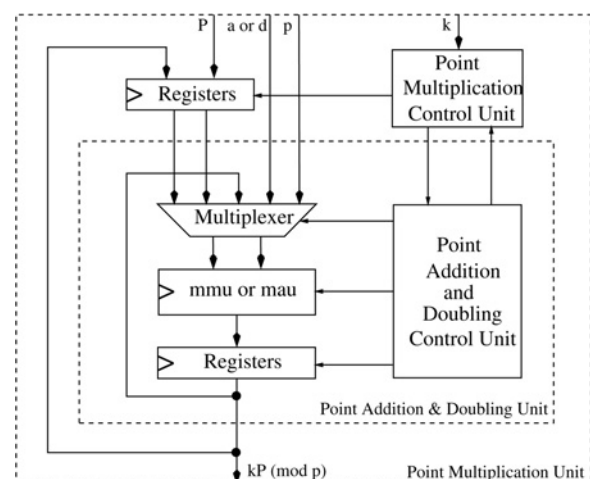 P
a or d
p
k
Registers
Point
Multiplication
Control Unit
Multiplexer
Point
Addition
and
Doubling
Control Unit
mmu or mau
Registers
Point Addition & Doubling Unit
kP (mod p)
Point Multiplication Unit